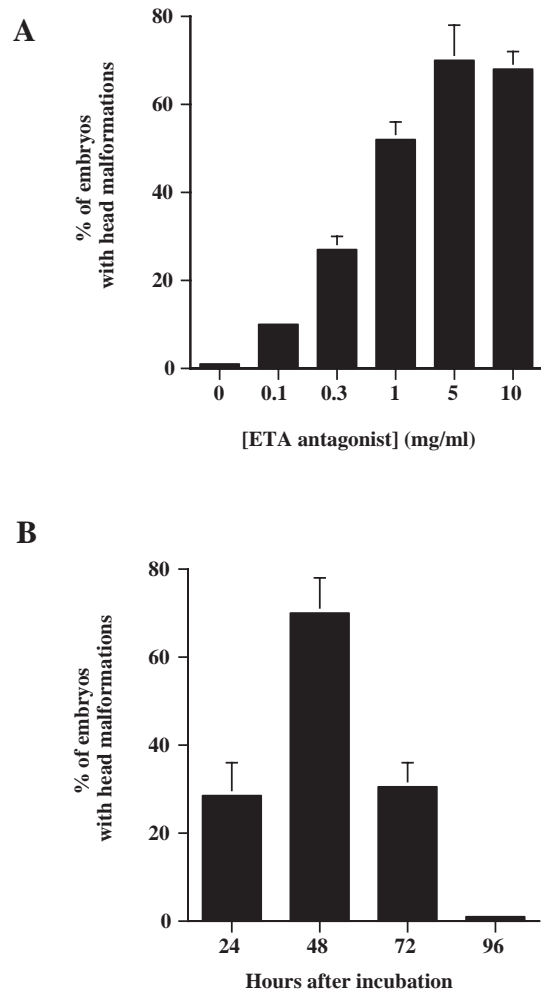 A
% of embryos
with head malformations
80
60
40
20
0
0 0.1 0.3 1 5 10
[ETA antagonist] (mg/ml)
B
% of embryos
with head malformations
80
60
40
20
0
24 48 72 96
Hours after incubation